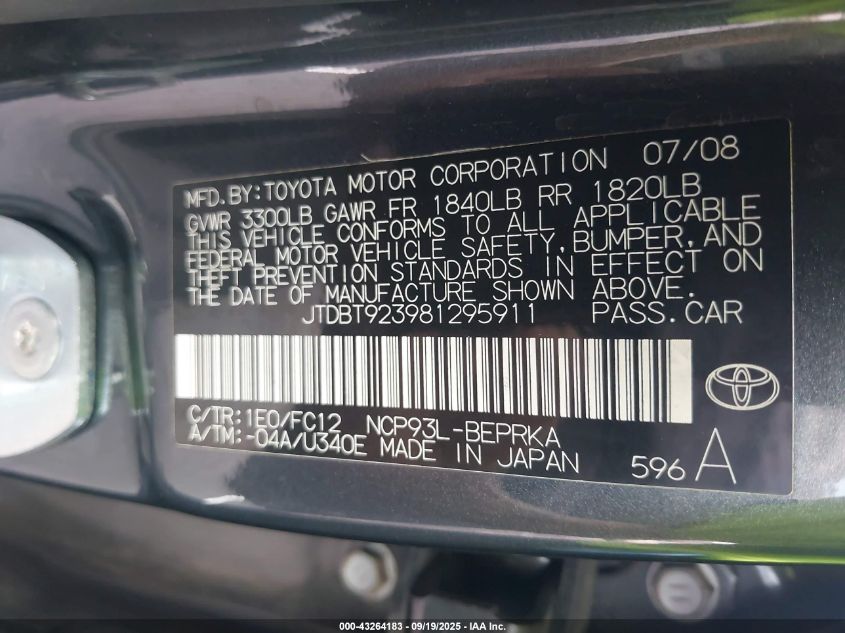 MFD.BY:TOYOTA MOTOR CORPORATION 07/08
GVWR 3300LB GAWR FR 1840LB RR 1820LB
THIS VEHICLE CONFORMS TO ALL APPLICABLE
FEDERAL MOTOR VEHICLE SAFETY, BUMPER, AND
THEFT PREVENTION STANDARDS IN EFFECT ON
THE DATE OF MANUFACTURE SHOWN ABOVE.
JTDBT923981295911 PASS.CAR
C/TR:1E0/FC12 NCP93L-BEPRKA
A/TM:-04A/U340E MADE IN JAPAN 596 A
000-43264183 - 09/19/2025 - IAA Inc.